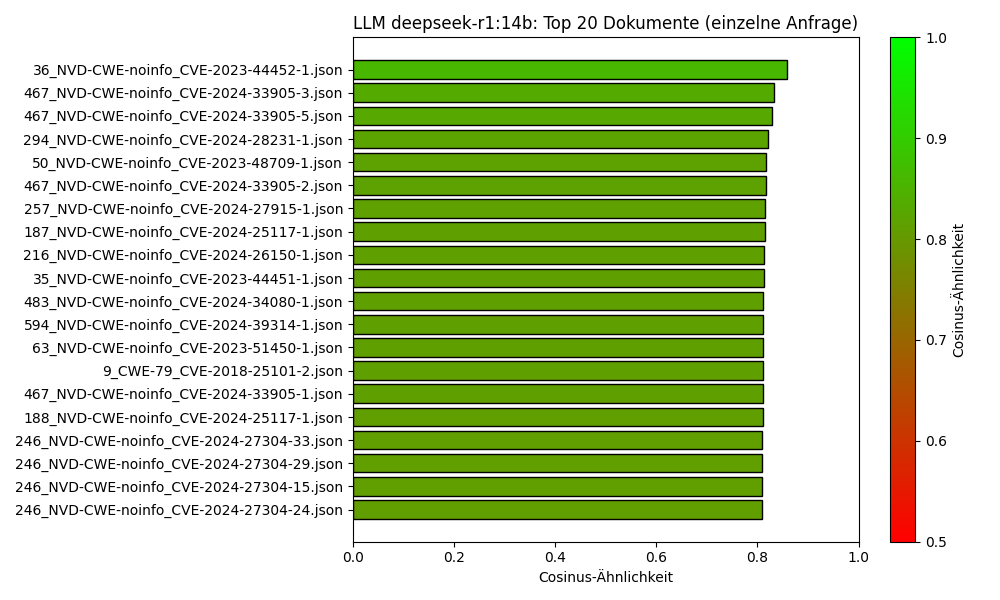 LLM deepseek-r1:14b: Top 20 Dokumente (einzelne Anfrage)
36_NVD-CWE-noinfo_CVE-2023-44452-1.json
467_NVD-CWE-noinfo_CVE-2024-33905-3.json
467_NVD-CWE-noinfo_CVE-2024-33905-5.json
294_NVD-CWE-noinfo_CVE-2024-28231-1.json
50_NVD-CWE-noinfo_CVE-2023-48709-1.json
467_NVD-CWE-noinfo_CVE-2024-33905-2.json
257_NVD-CWE-noinfo_CVE-2024-27915-1.json
187_NVD-CWE-noinfo_CVE-2024-25117-1.json
216_NVD-CWE-noinfo_CVE-2024-26150-1.json
35_NVD-CWE-noinfo_CVE-2023-44451-1.json
483_NVD-CWE-noinfo_CVE-2024-34080-1.json
594_NVD-CWE-noinfo_CVE-2024-39314-1.json
63_NVD-CWE-noinfo_CVE-2023-51450-1.json
9_CWE-79_CVE-2018-25101-2.json
467_NVD-CWE-noinfo_CVE-2024-33905-1.json
188_NVD-CWE-noinfo_CVE-2024-25117-1.json
246_NVD-CWE-noinfo_CVE-2024-27304-33.json
246_NVD-CWE-noinfo_CVE-2024-27304-29.json
246_NVD-CWE-noinfo_CVE-2024-27304-15.json
246_NVD-CWE-noinfo_CVE-2024-27304-24.json
0.0 0.2 0.4 0.6 0.8 1.0
Cosinus-Ähnlichkeit
1.0
0.9
0.8
0.7
0.6
0.5
Cosinus-Ähnlichkeit